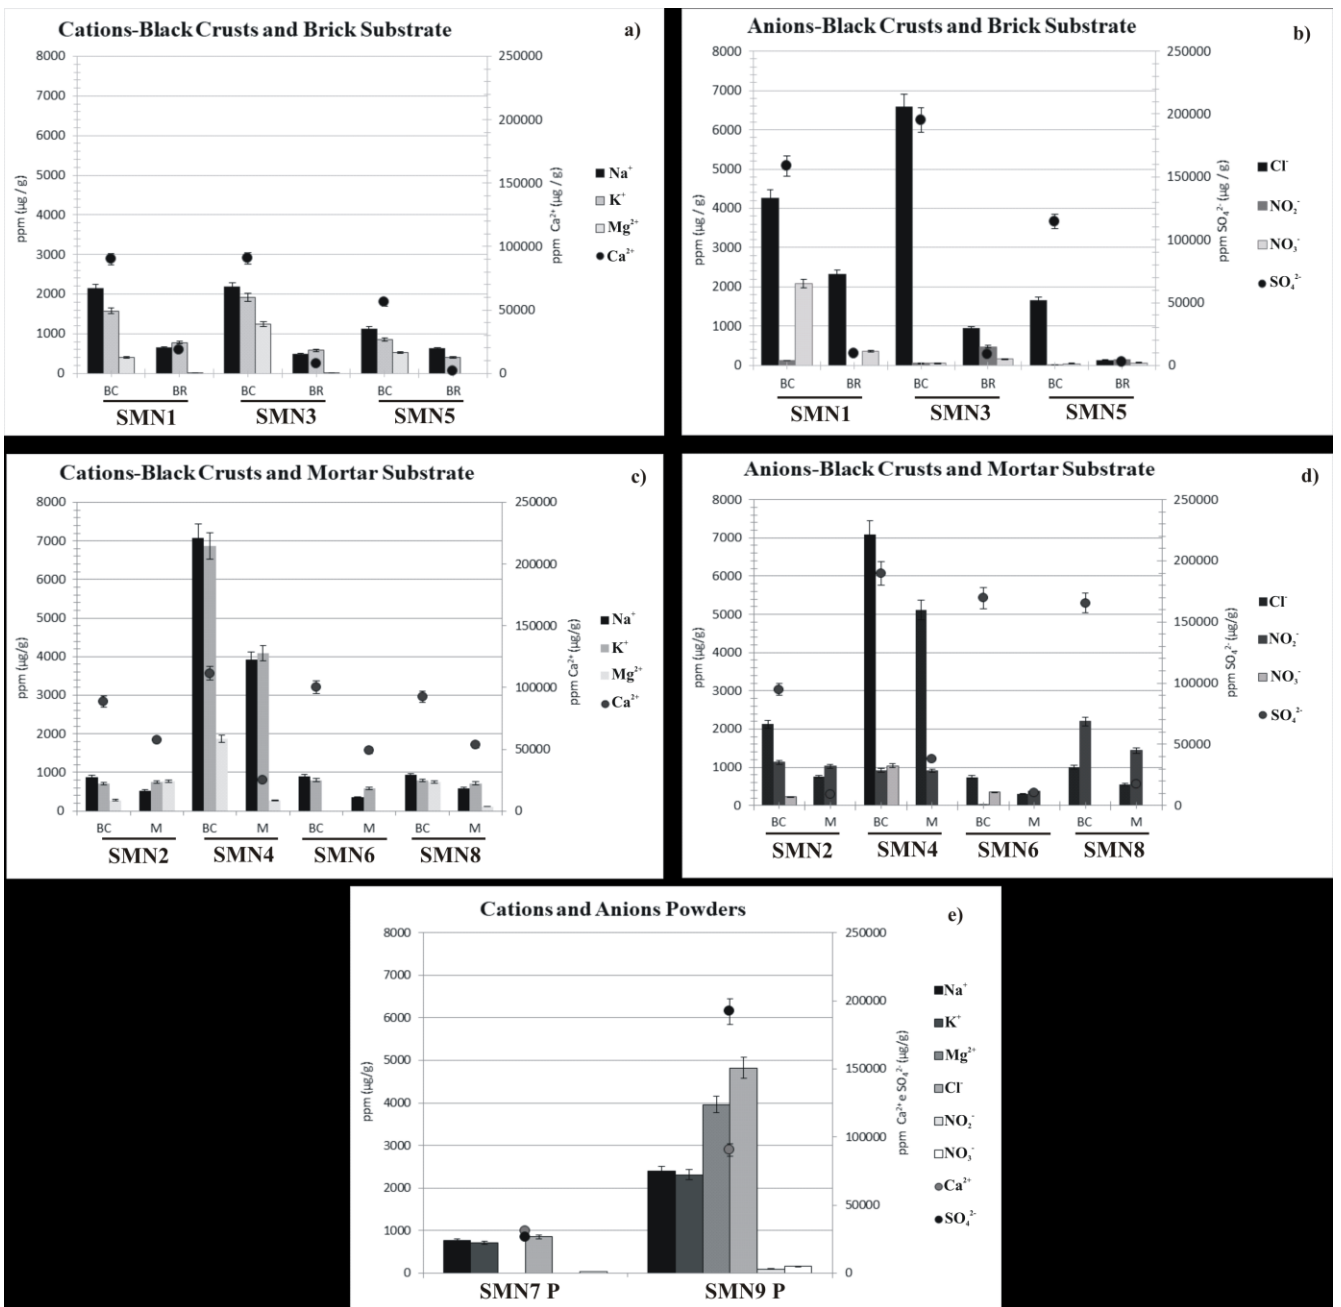 Cations-Black Crusts and Brick Substrate
a)
8000
7000
6000
5000
4000
3000
2000
1000
0
ppm (µg / g)
250000
200000
150000
100000
50000
0
ppm Ca²⁺ (µg / g)
Na⁺
K⁺
Mg²⁺
Ca²⁺
BC BR BC BR BC BR
SMN1 SMN3 SMN5
Anions-Black Crusts and Brick Substrate
b)
8000
7000
6000
5000
4000
3000
2000
1000
0
ppm (µg / g)
250000
200000
150000
100000
50000
0
ppm SO₄²⁻ (µg / g)
Cl⁻
NO₂⁻
NO₃⁻
SO₄²⁻
BC BR BC BR BC BR
SMN1 SMN3 SMN5
Cations-Black Crusts and Mortar Substrate
c)
8000
7000
6000
5000
4000
3000
2000
1000
0
ppm (µg/g)
250000
200000
150000
100000
50000
0
ppm Ca²⁺ (µg/g)
Na⁺
K⁺
Mg²⁺
Ca²⁺
BC M BC M BC M BC M
SMN2 SMN4 SMN6 SMN8
Anions-Black Crusts and Mortar Substrate
d)
8000
7000
6000
5000
4000
3000
2000
1000
0
ppm (µg/g)
250000
200000
150000
100000
50000
0
ppm SO₄²⁻ (µg/g)
Cl⁻
NO₂⁻
NO₃⁻
SO₄²⁻
BC M BC M BC M BC M
SMN2 SMN4 SMN6 SMN8
Cations and Anions Powders
e)
8000
7000
6000
5000
4000
3000
2000
1000
0
ppm (µg/g)
250000
200000
150000
100000
50000
0
ppm Ca²⁺ e SO₄²⁻ (µg/g)
Na⁺
K⁺
Mg²⁺
Cl⁻
NO₂⁻
NO₃⁻
Ca²⁺
SO₄²⁻
SMN7 P SMN9 P